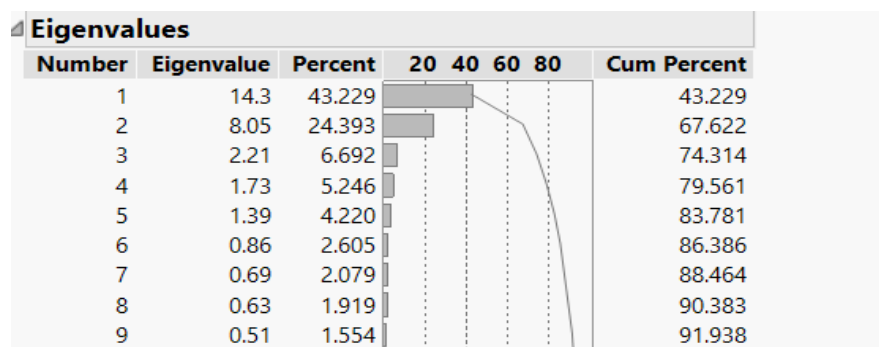 Eigenvalues
Number Eigenvalue Percent 20 40 60 80 Cum Percent
1 14.3 43.229 43.229
2 8.05 24.393 67.622
3 2.21 6.692 74.314
4 1.73 5.246 79.561
5 1.39 4.220 83.781
6 0.86 2.605 86.386
7 0.69 2.079 88.464
8 0.63 1.919 90.383
9 0.51 1.554 91.938